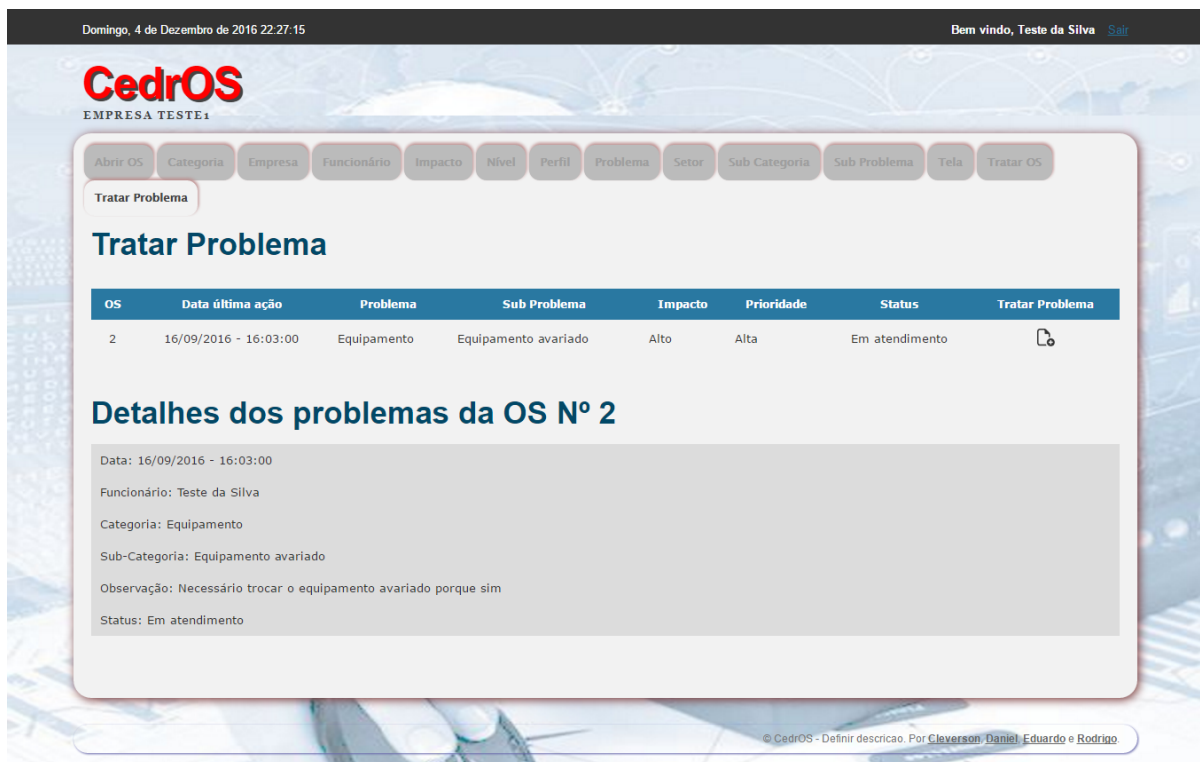 Domingo, 4 de Dezembro de 2016 22:27:15 Bem vindo, Teste da Silva Sair
CedrOS
EMPRESA TESTE1
Abrir OS Categoria Empresa Funcionário Impacto Nível Perfil Problema Setor Sub Categoria Sub Problema Tela Tratar OS
Tratar Problema
Tratar Problema
OS Data última ação Problema Sub Problema Impacto Prioridade Status Tratar Problema
2 16/09/2016 - 16:03:00 Equipamento Equipamento avariado Alto Alta Em atendimento
Detalhes dos problemas da OS Nº 2
Data: 16/09/2016 - 16:03:00
Funcionário: Teste da Silva
Categoria: Equipamento
Sub-Categoria: Equipamento avariado
Observação: Necessário trocar o equipamento avariado porque sim
Status: Em atendimento
© CedrOS - Definir descricao. Por Cleverson, Daniel, Eduardo e Rodrigo.